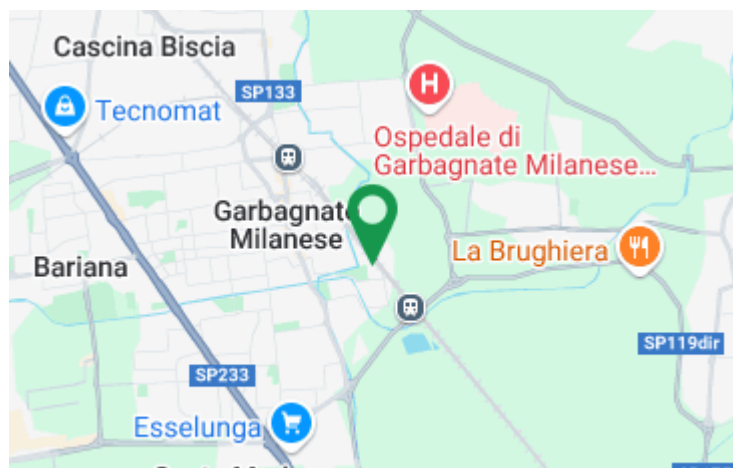 Cascina Biscia
SP133
Tecnomat
H
Ospedale di
Garbagnate Milanese...
Garbagnate
Milanese
La Brughiera
Bariana
SP119dir
SP233
Esselunga